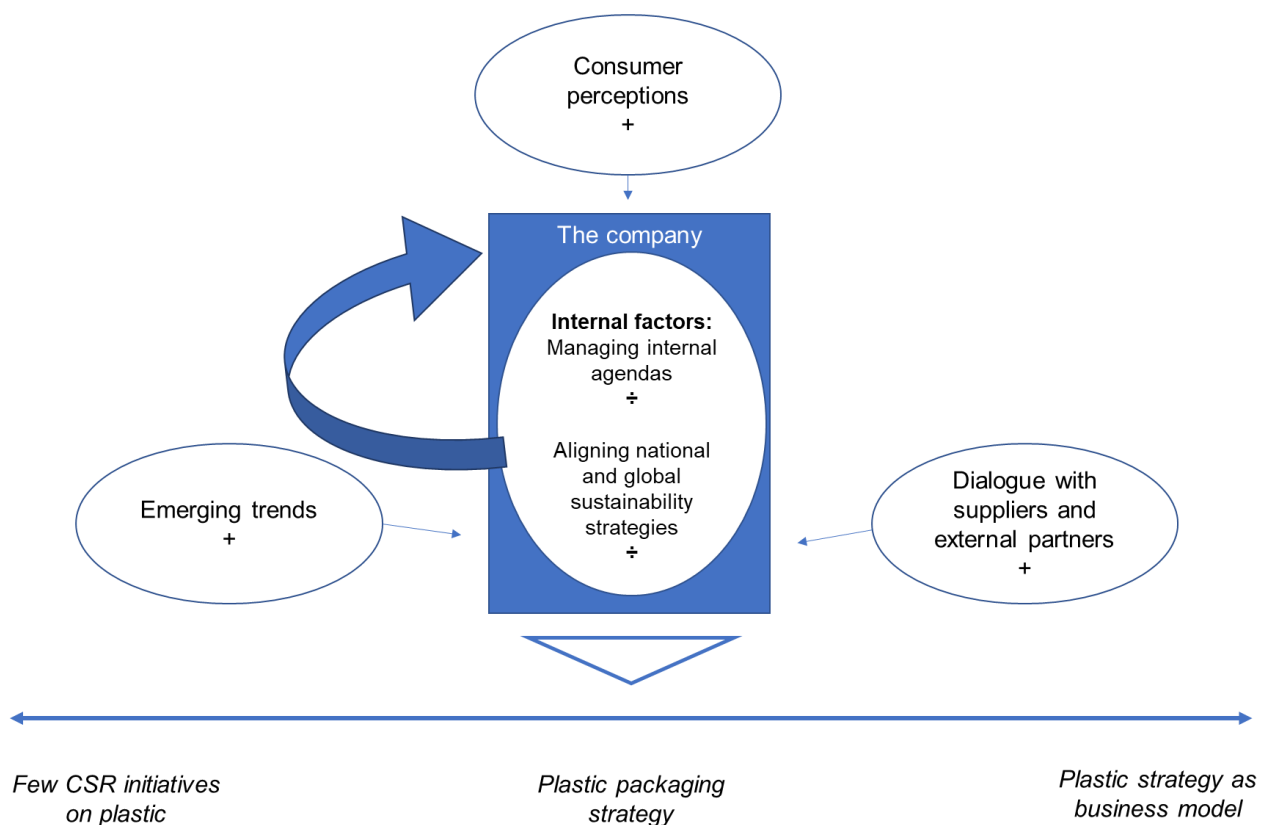 Consumer
perceptions
+
The company
Internal factors:
Managing internal
agendas
÷
Aligning national
and global
sustainability
strategies
÷
Emerging trends
+
Dialogue with
suppliers and
external partners
+
Few CSR initiatives
on plastic
Plastic packaging
strategy
Plastic strategy as
business model